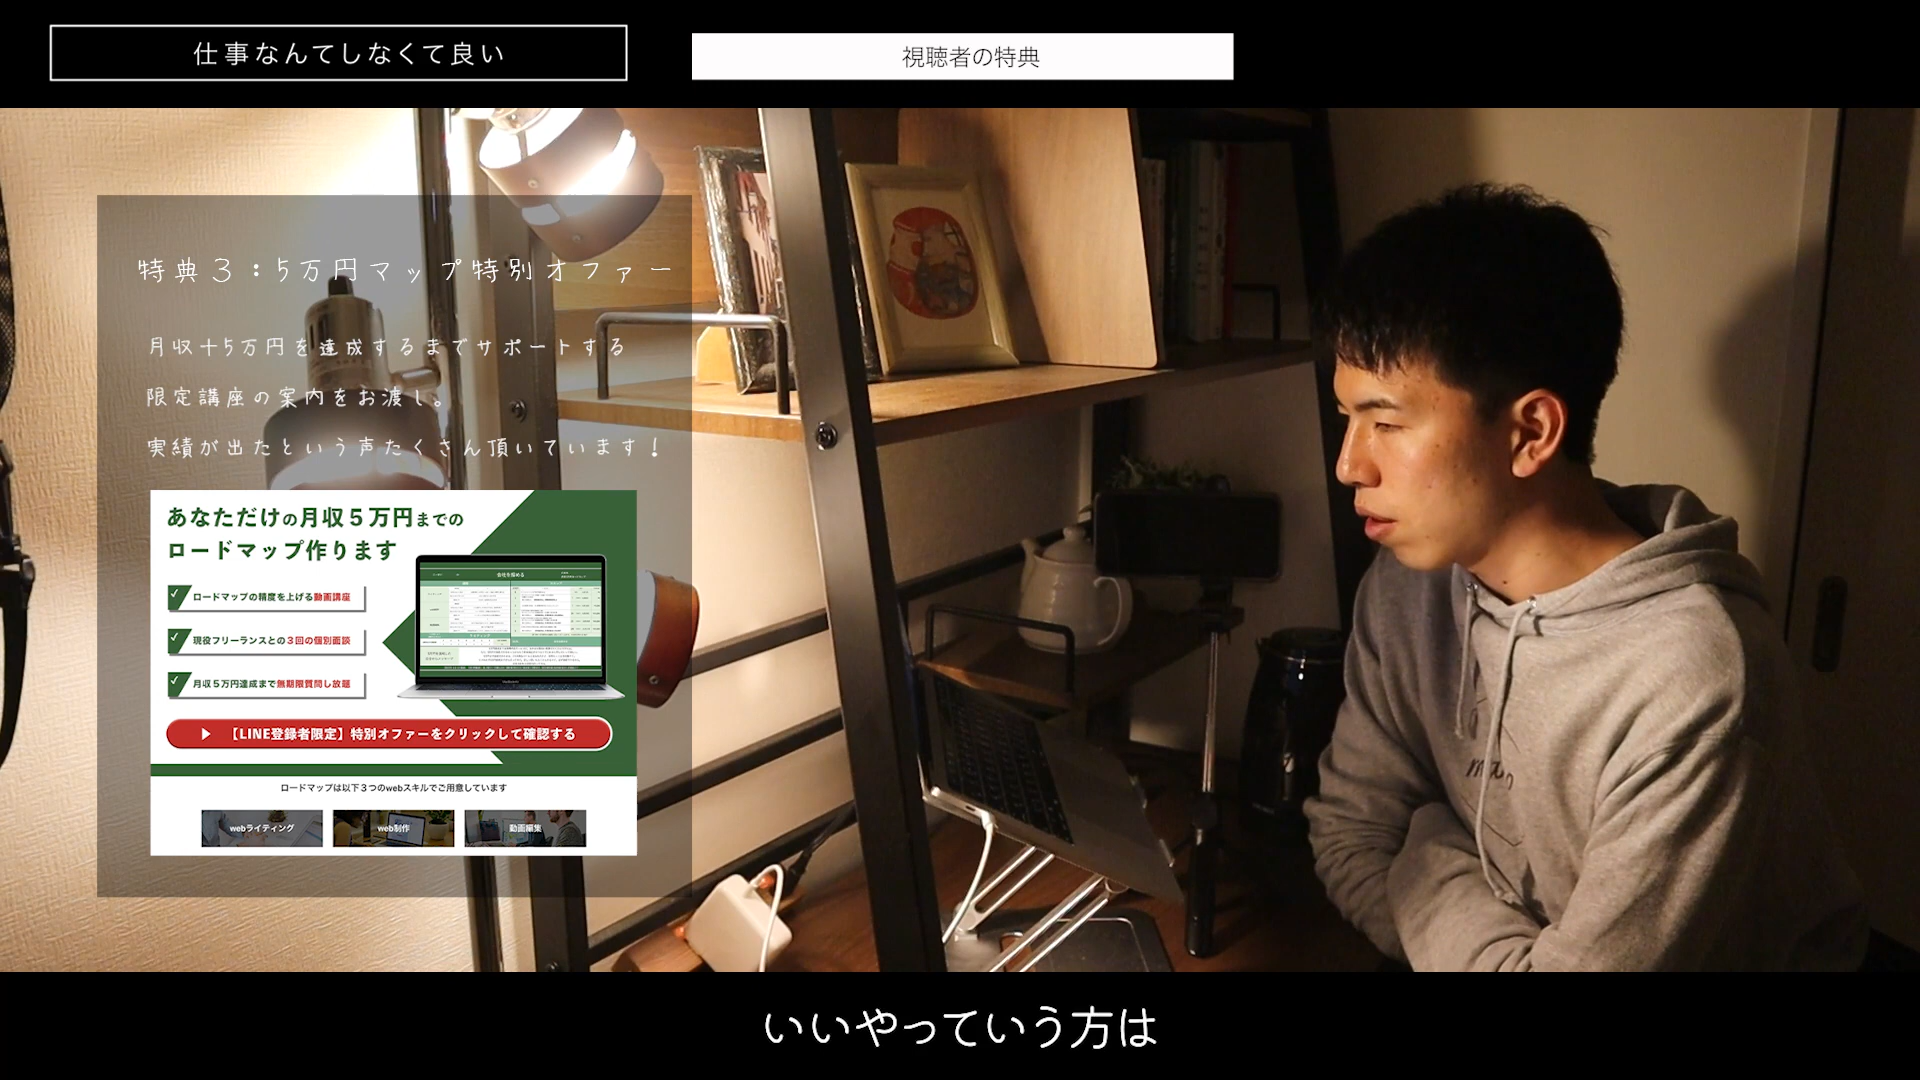 仕事なんてしなくて良い
視聴者の特典
特典3:5万円マップ特別オファー
月収+5万円を達成するまでサポートする
限定講座の案内をお渡し。
実績が出たという声たくさん頂いています!
あなただけの月収5万円までの
ロードマップ作ります
会社を辞める
ロードマップの精度を上げる動画講座
現役フリーランスとの3回の個別面談
月収5万円達成まで無期限質問し放題
【LINE登録者限定】特別オファーをクリックして確認する
ロードマップは以下3つのwebスキルでご用意しています
webライティング
web制作
動画編集
いいやっていう方は